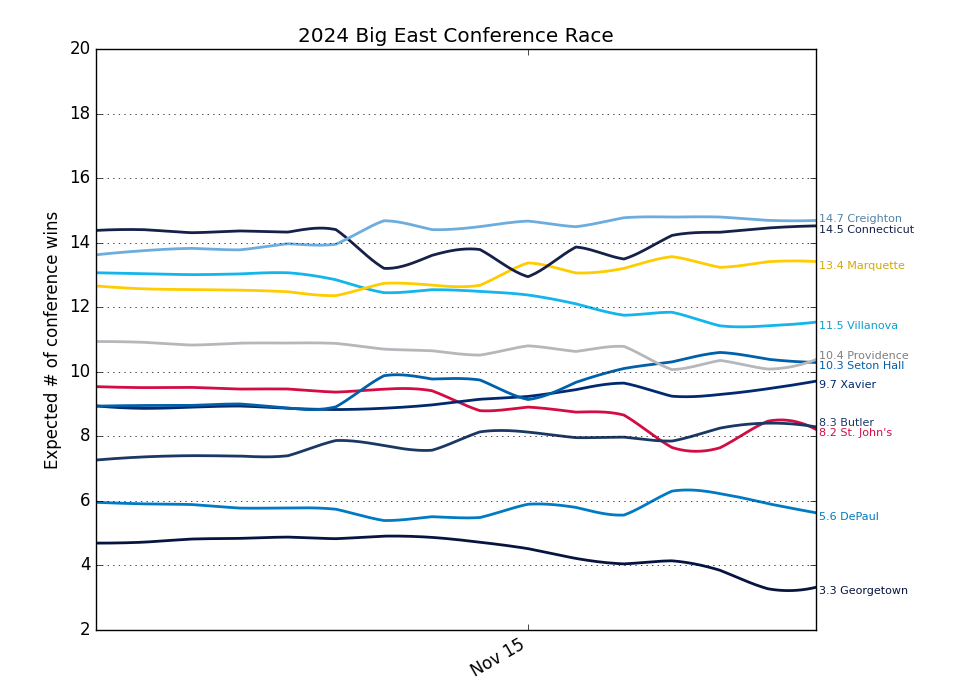 2024 Big East Conference Race
Expected # of conference wins
20
18
16
14
12
10
8
6
4
2
Nov 15
14.7 Creighton
14.5 Connecticut
13.4 Marquette
11.5 Villanova
10.4 Providence
10.3 Seton Hall
9.7 Xavier
8.3 Butler
8.2 St. John's
5.6 DePaul
3.3 Georgetown